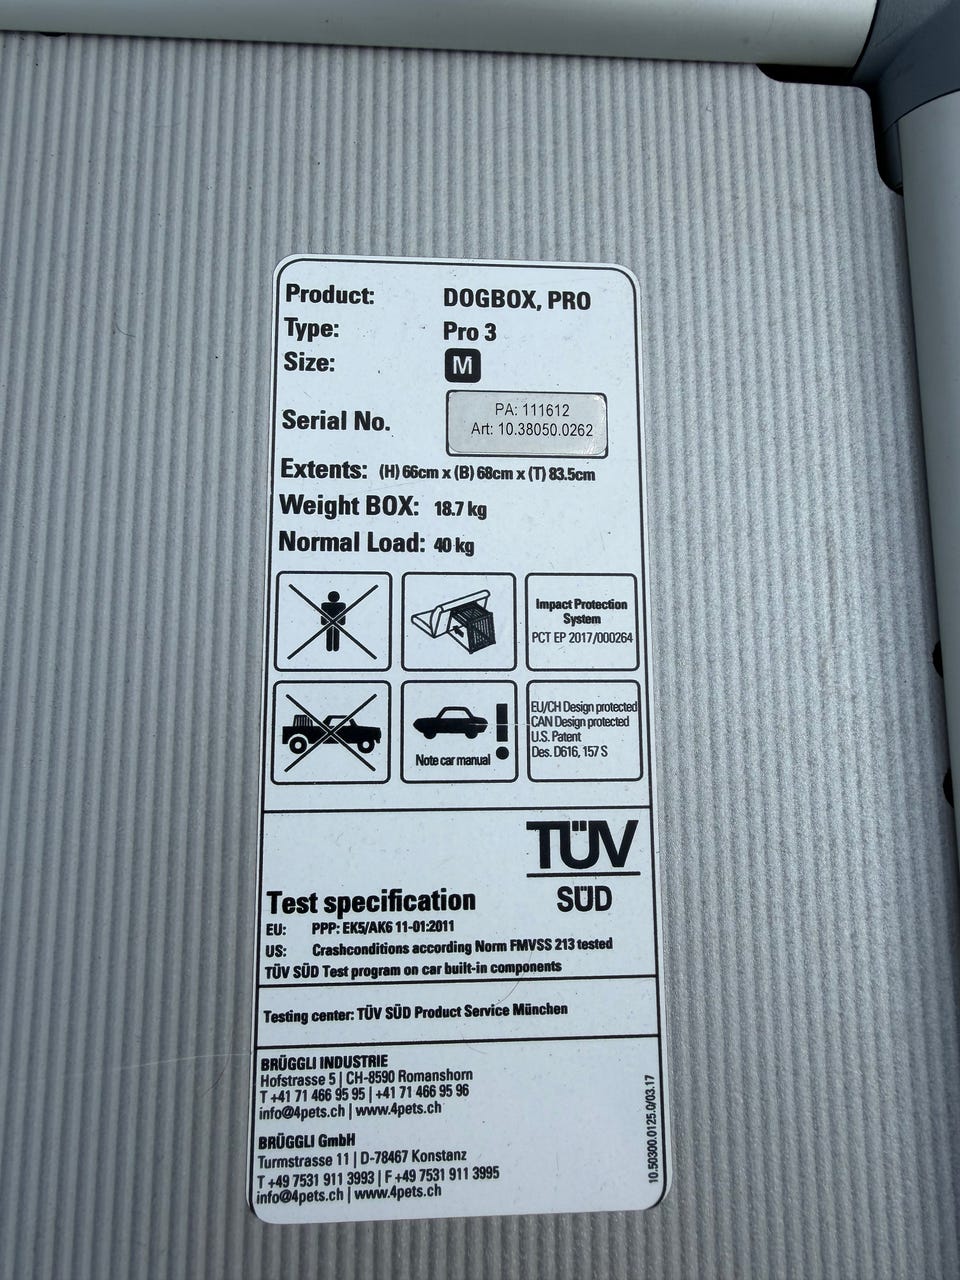 Product: DOGBOX, PRO
Type: Pro 3
Size: M
Serial No.
PA: 111612
Art: 10.38050.0262
Extents: (H) 66cm x (B) 68cm x (T) 83.5cm
Weight BOX: 18.7 kg
Normal Load: 40 kg
Impact Protection
System
PCT EP 2017/000264
Note car manual
!
EU/CH Design protected
CAN Design protected
U.S. Patent
Des. D616, 157 S
TÜV
SÜD
Test specification
EU: PPP: EK5/AK6 11-01:2011
US: Crashconditions according Norm FMVSS 213 tested
TÜV SÜD Test program on car built-in components
Testing center: TÜV SÜD Product Service München
BRÜGGLI INDUSTRIE
Hofstrasse 5 | CH-8590 Romanshorn
T +41 71 466 95 95 | +41 71 466 95 96
info@4pets.ch | www.4pets.ch
BRÜGGLI GmbH
Turmstrasse 11 | D-78467 Konstanz
T +49 7531 911 3993 | F +49 7531 911 3995
info@4pets.ch | www.4pets.ch
10.50300.0125.0/03.17